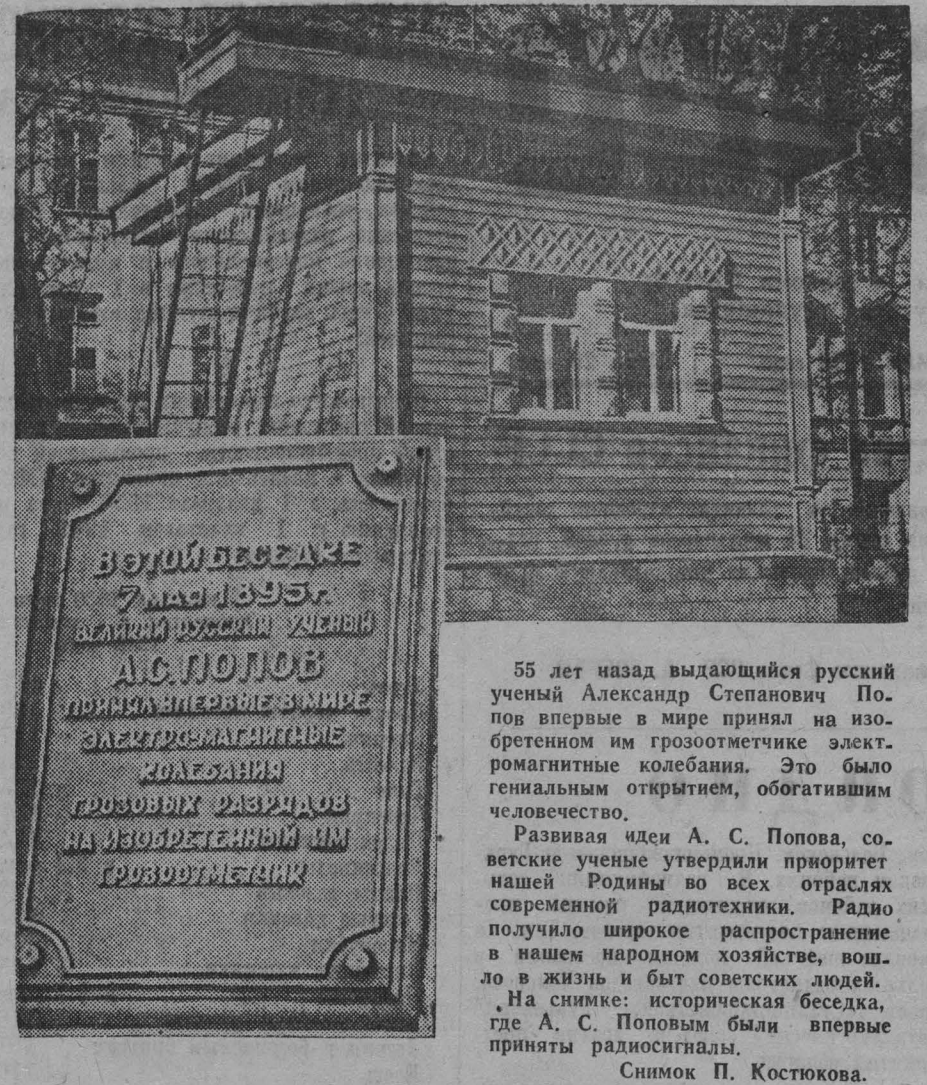 В ЭТОЙ БЕСЕДКЕ
7 МАЯ 1895 г.
ВЕЛИКИЙ РУССКИЙ УЧЕНЫЙ
А.С. ПОПОВ
ПРИНЯЛ ВПЕРВЫЕ В МИРЕ
ЭЛЕКТРО-МАГНИТНЫЕ
КОЛЕБАНИЯ
ГРОЗОВЫХ РАЗРЯДОВ
НА ИЗОБРЕТЕННЫЙ ИМ
ГРОЗООТМЕТЧИК
55 лет назад выдающийся русский
ученый Александр Степанович По-
пов впервые в мире принял на изо-
бретенном им грозоотметчике элект-
ромагнитные колебания. Это было
гениальным открытием, обогатившим
человечество.
Развивая идеи А. С. Попова, со-
ветские ученые утвердили приоритет
нашей Родины во всех отраслях
современной радиотехники. Радио
получило широкое распространение
в нашем народном хозяйстве, вош-
ло в жизнь и быт советских людей.
На снимке: историческая беседка,
где А. С. Поповым были впервые
приняты радиосигналы.
Снимок П. Костюкова.